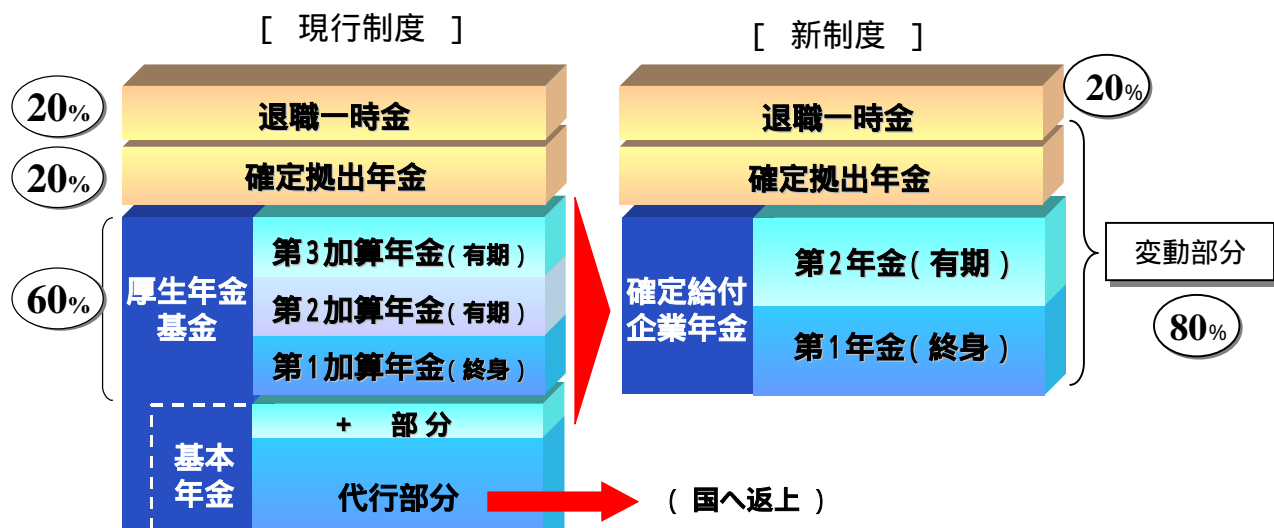 [ 現行制度 ]
[ 新制度 ]
20%
退職一時金
20%
確定拠出年金
60%
厚生年金
基金
第3加算年金(有期)
第2加算年金(有期)
第1加算年金(終身)
基本
年金
+ 部分
代行部分
(国へ返上)
20%
退職一時金
確定拠出年金
確定給付
企業年金
第2年金(有期)
第1年金(終身)
変動部分
80%